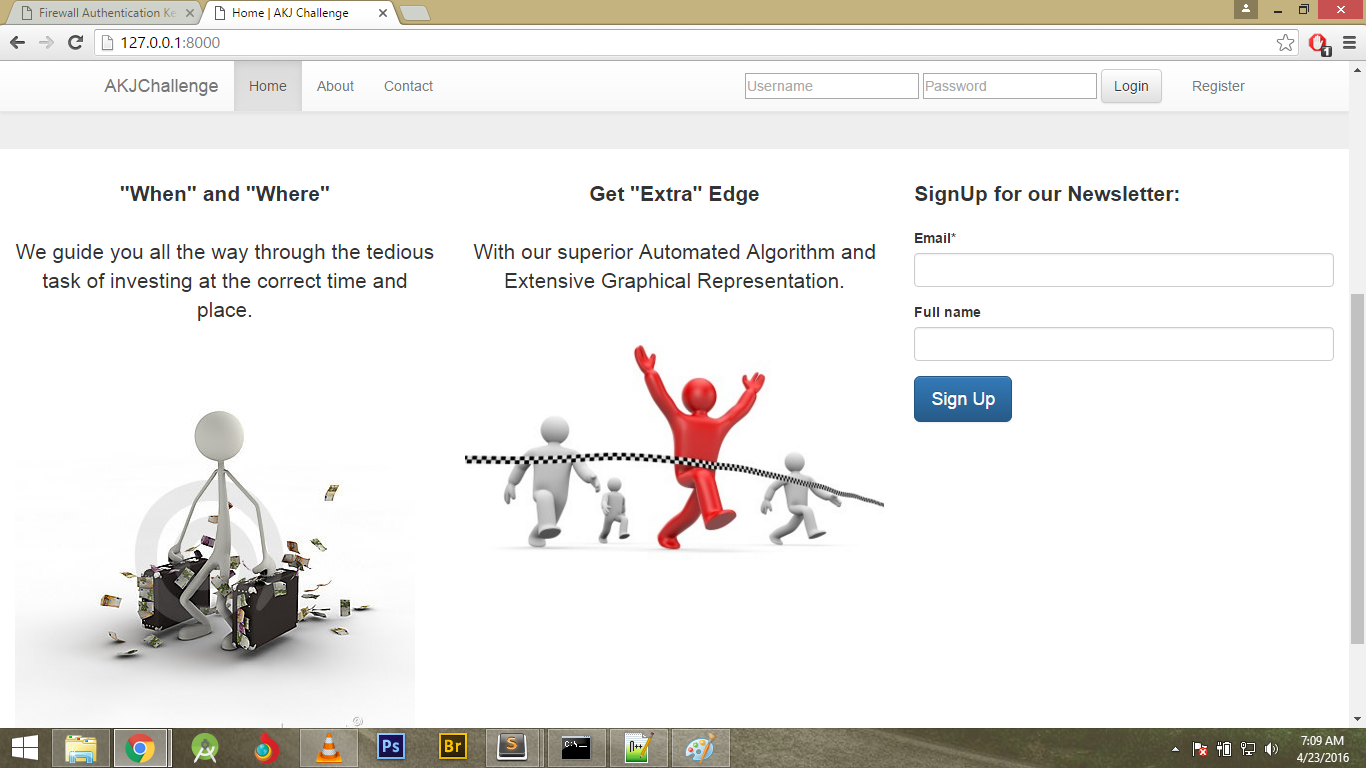 Firewall Authentication Ke
Home | AKJ Challenge
127.0.0.1:8000
1
AKJChallenge
Home
About
Contact
Username
Password
Login
Register
"When" and "Where"
We guide you all the way through the tedious
task of investing at the correct time and
place.
Get "Extra" Edge
With our superior Automated Algorithm and
Extensive Graphical Representation.
SignUp for our Newsletter:
Email*
Full name
Sign Up
Ps
Br
S
C:\
7:09 AM
4/23/2016